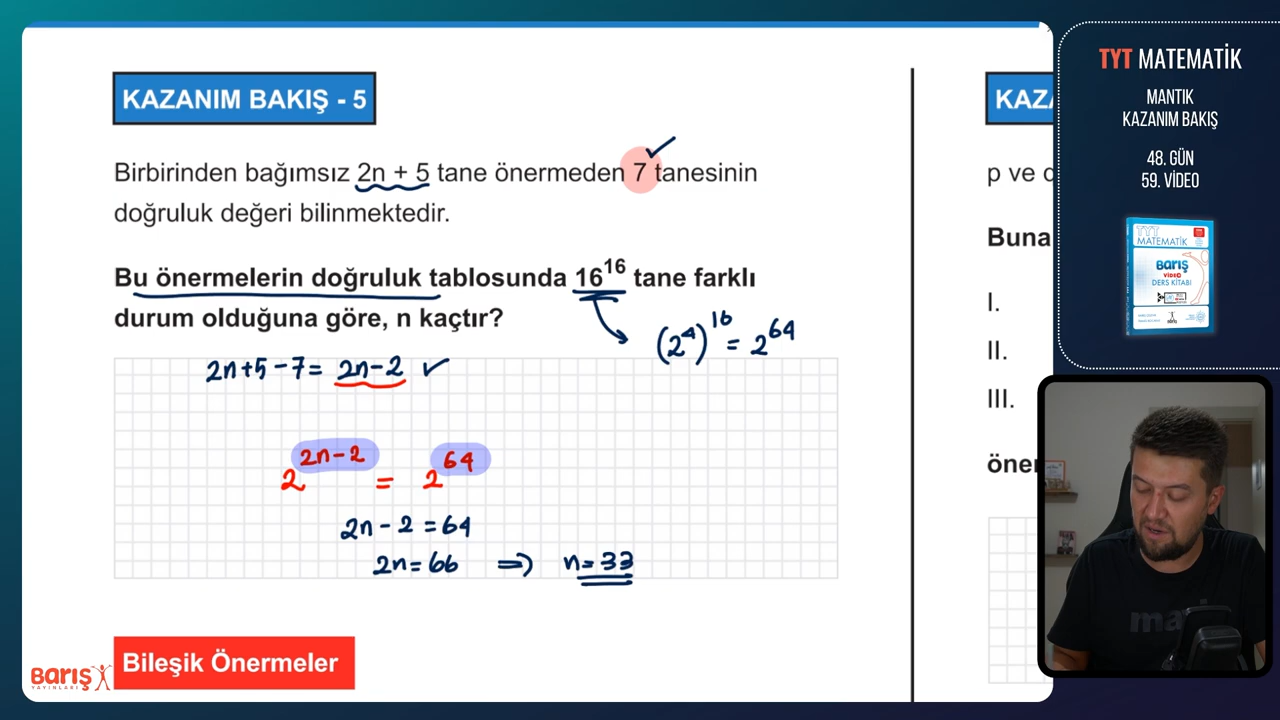 KAZANIM BAKIŞ - 5
Birbirinden bağımsız 2n + 5 tane önermeden 7 tanesinin
doğruluk değeri bilinmektedir.
Bu önermelerin doğruluk tablosunda 16^16 tane farklı
durum olduğuna göre, n kaçtır?
(2^4)^16 = 2^64
2n+5-7= 2n-2 ✓
2^2n-2 = 2^64
2n - 2 = 64
2n = 66 ⇒ n = 33
Bileşik Önermeler
BARIŞ
YAYINLARI
KAZ
p ve
Buna
I.
II.
III.
öner
TYT MATEMATİK
MANTIK
KAZANIM BAKIŞ
48. GÜN
59. VİDEO
TYT
MATEMATİK
BARIŞ
VİDEO
DERS KİTABI